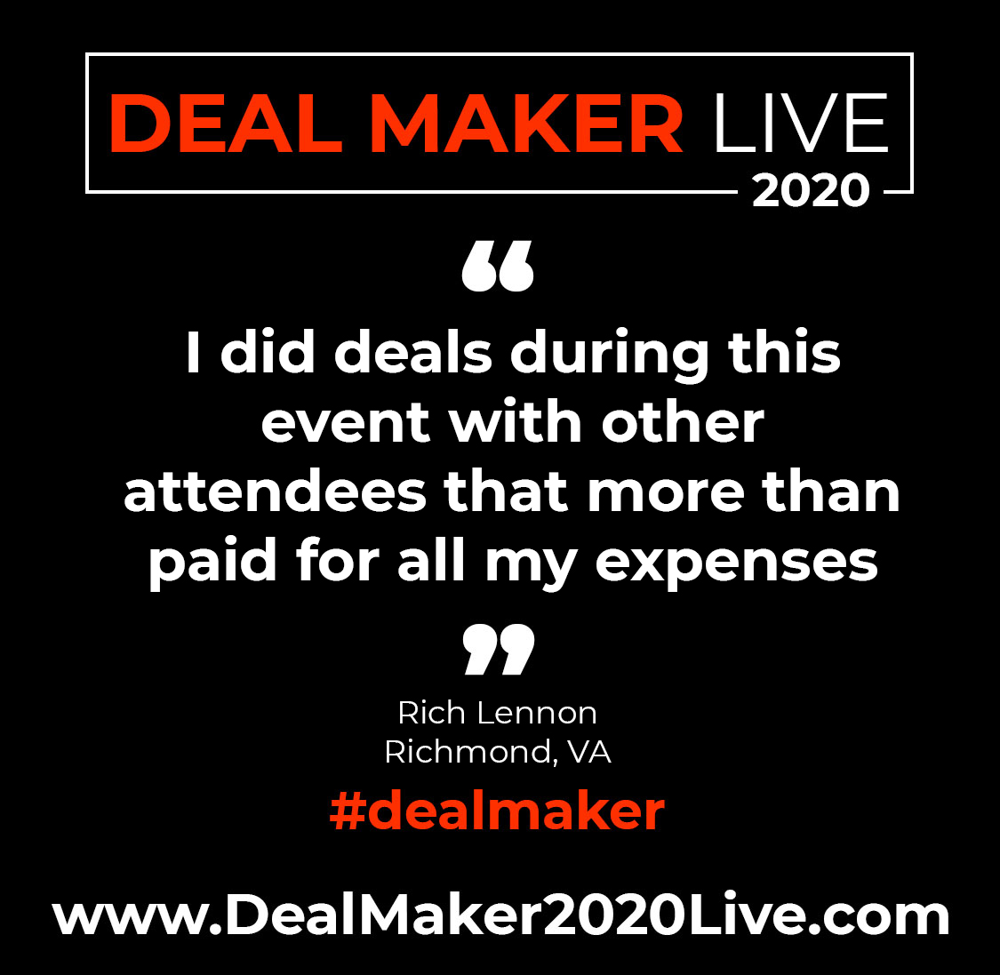 DEAL MAKER LIVE
2020
“
I did deals during this
event with other
attendees that more than
paid for all my expenses
”
Rich Lennon
Richmond, VA
#dealmaker
www.DealMaker2020Live.com